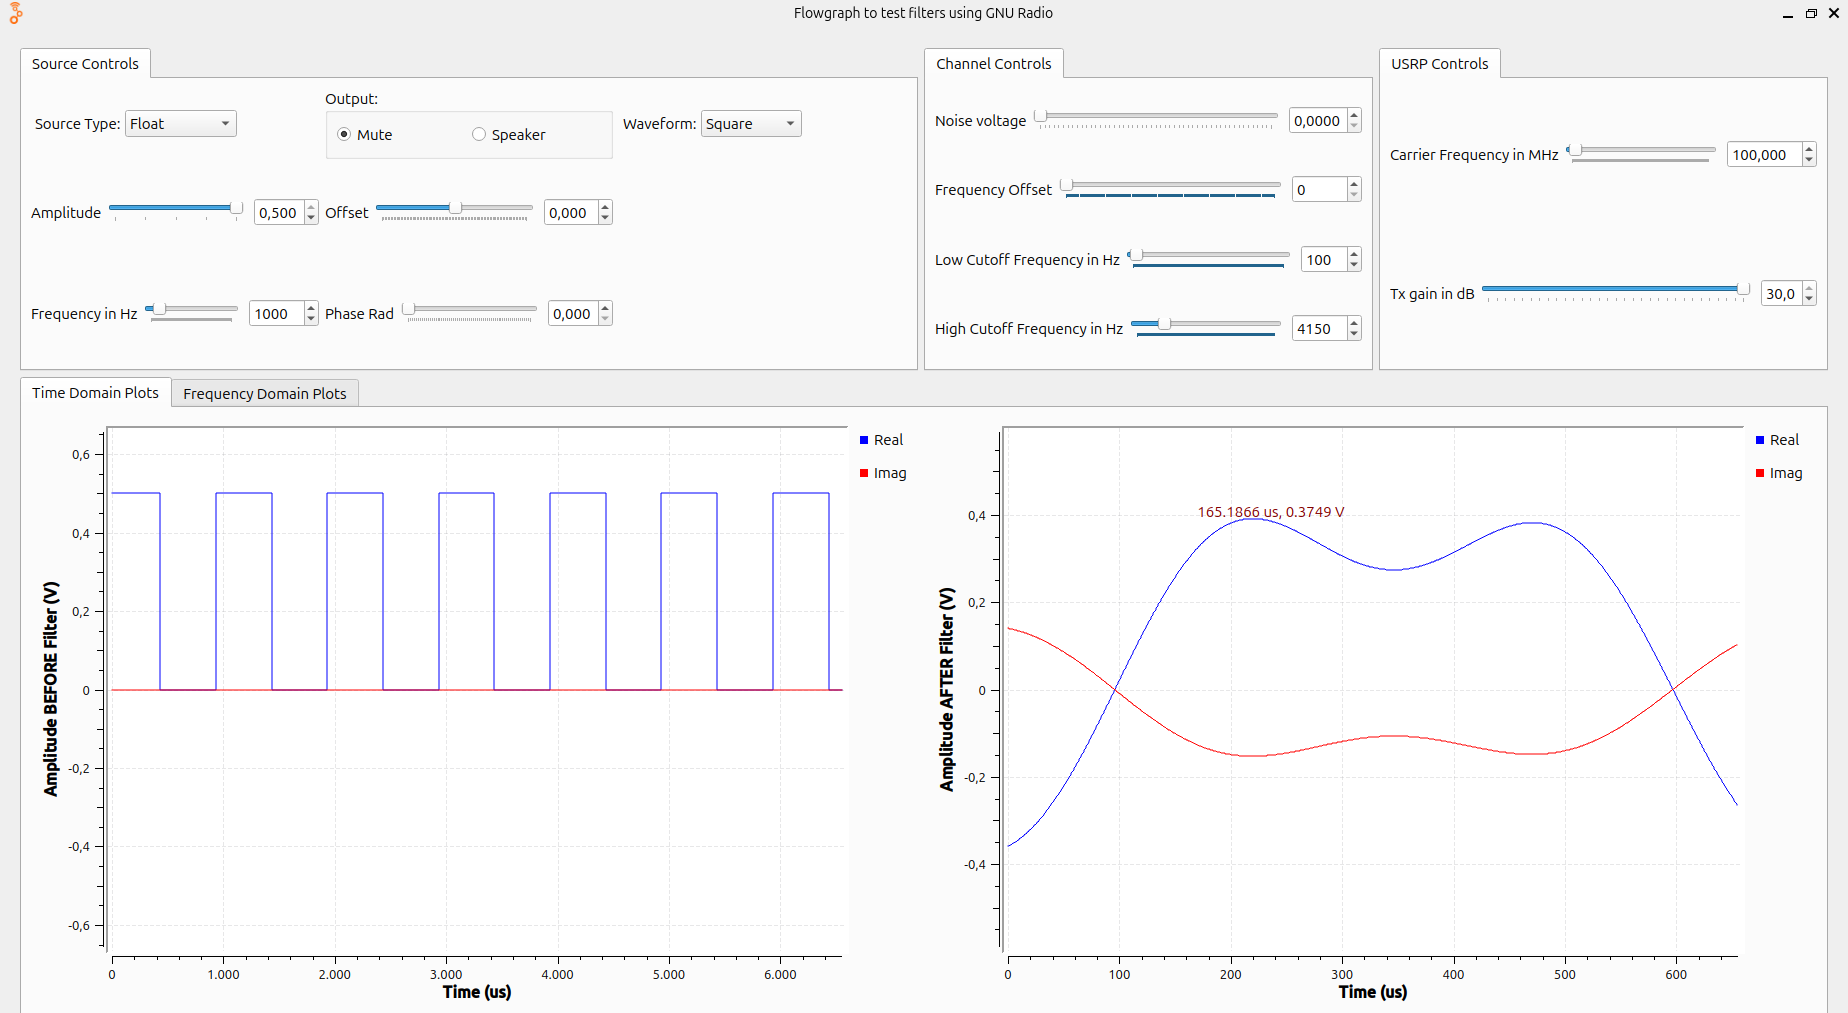 Flowgraph to test filters using GNU Radio
Source Controls
Channel Controls
USRP Controls
Source Type:
Float
Output:
Mute
Speaker
Waveform:
Square
Amplitude
0,500
Offset
0,000
Frequency in Hz
1000
Phase Rad
0,000
Noise voltage
0,0000
Frequency Offset
0
Low Cutoff Frequency in Hz
100
High Cutoff Frequency in Hz
4150
Carrier Frequency in MHz
100,000
Tx gain in dB
30,0
Time Domain Plots
Frequency Domain Plots
Amplitude BEFORE Filter (V)
0,6
0,4
0,2
0
-0,2
-0,4
-0,6
0
1.000
2.000
3.000
4.000
5.000
6.000
Time (us)
Real
Imag
Amplitude AFTER Filter (V)
0,4
0,2
0
-0,2
-0,4
165.1866 us, 0.3749 V
0
100
200
300
400
500
600
Time (us)
Real
Imag